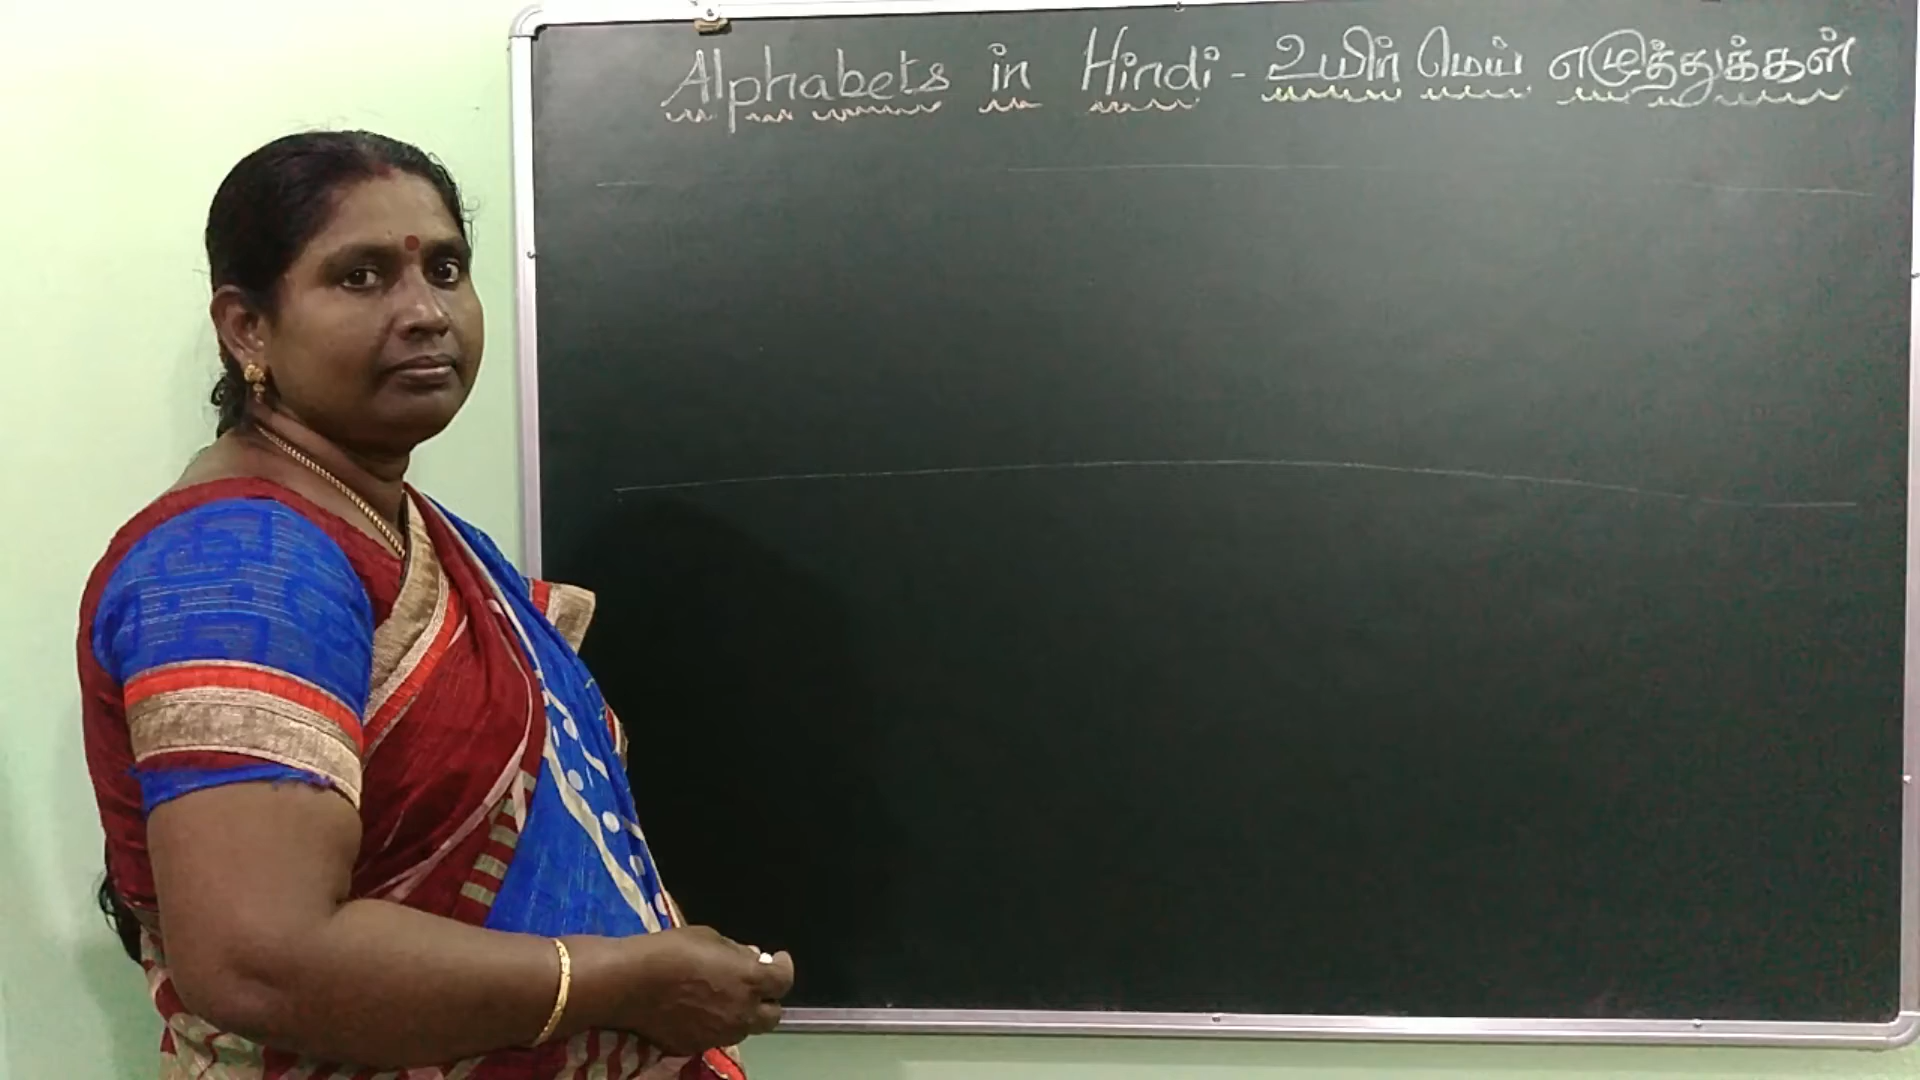 Alphabets in Hindi - உயிர் மெய் எழுத்துக்கள்